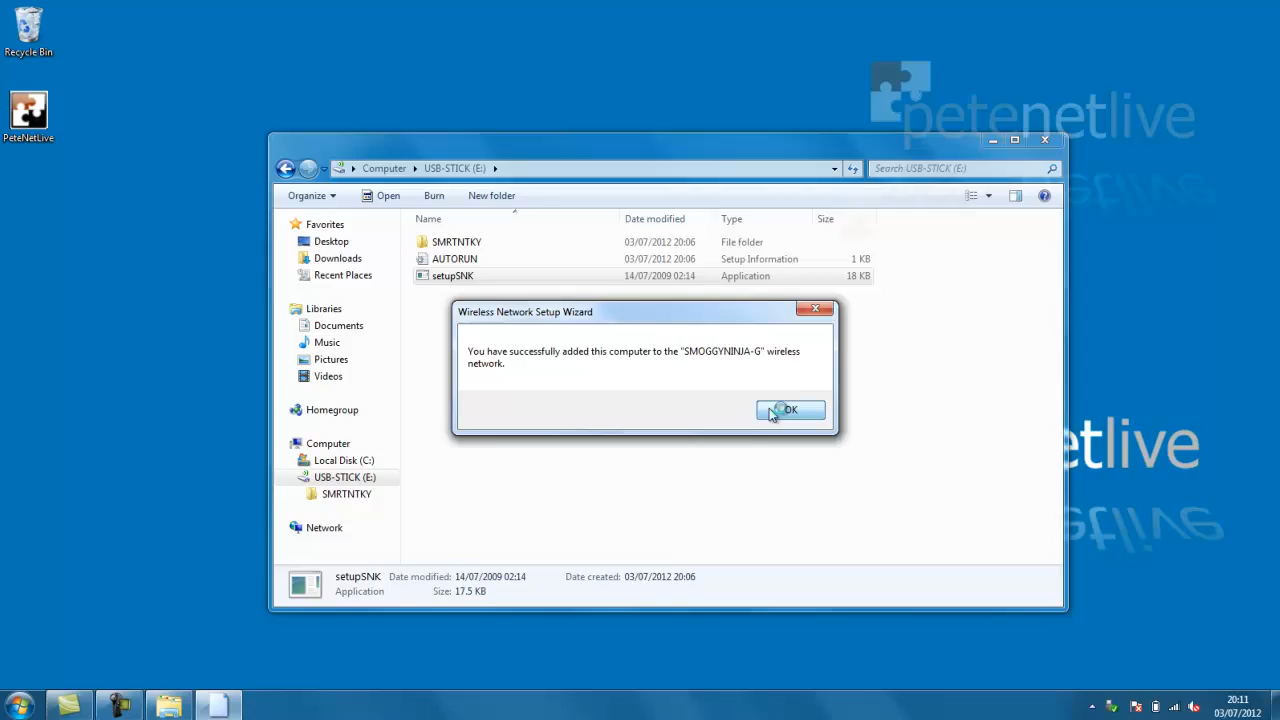 Recycle Bin
PeteNetLive
petenetlive
Computer
USB-STICK (E:)
Search USB-STICK (E:)
Organize
Open
Burn
New folder
Name
Date modified
Type
Size
Favorites
Desktop
Downloads
Recent Places
Libraries
Documents
Music
Pictures
Videos
Homegroup
Computer
Local Disk (C:)
USB-STICK (E:)
SMRTNTKY
Network
SMRTNTKY 03/07/2012 20:06 File folder
AUTORUN 03/07/2012 20:06 Setup Information 1 KB
setupSNK 14/07/2009 02:14 Application 18 KB
Wireless Network Setup Wizard
You have successfully added this computer to the "SMOGGYNINJA-G" wireless
network.
OK
etlive
setupSNK Date modified: 14/07/2009 02:14 Date created: 03/07/2012 20:06
Application Size: 17.5 KB
20:11
03/07/2012